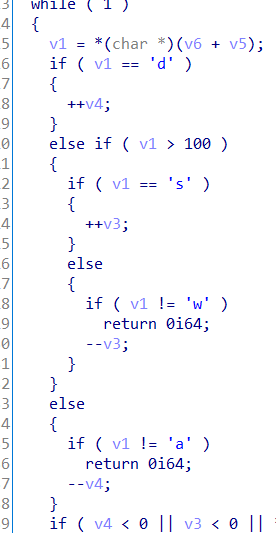 3 while ( 1 )
4 {
5 v1 = *(char *)(v6 + v5);
6 if ( v1 == 'd' )
7 {
8 ++v4;
9 }
0 else if ( v1 > 100 )
1 {
2 if ( v1 == 's' )
3 {
4 ++v3;
5 }
6 else
7 {
8 if ( v1 != 'w' )
9 return 0i64;
0 --v3;
1 }
2 }
3 else
4 {
5 if ( v1 != 'a' )
6 return 0i64;
7 --v4;
8 }
9 if ( v4 < 0 || v3 < 0 ||